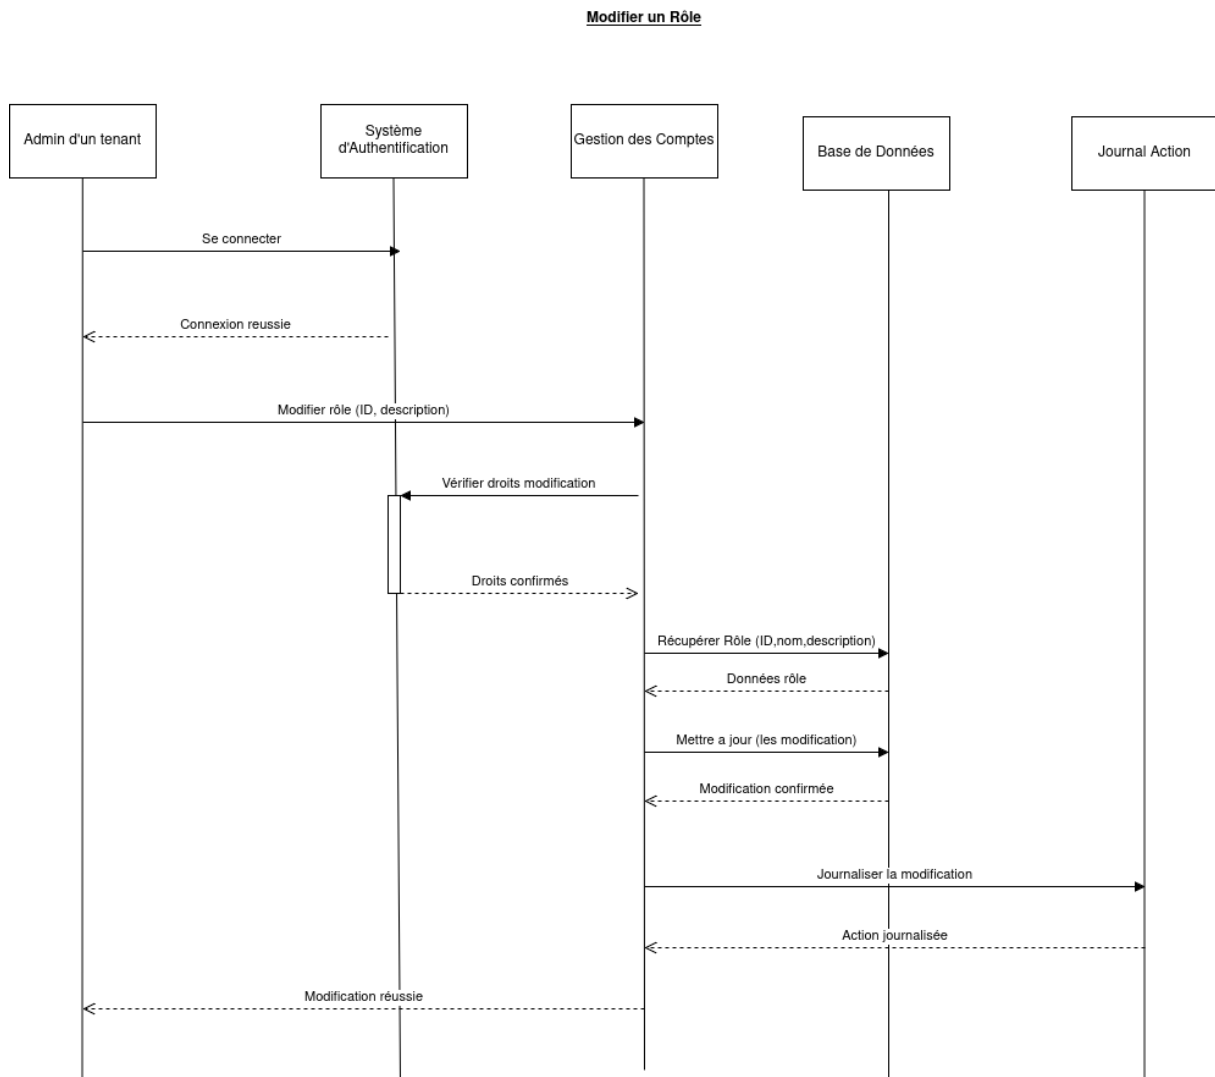 Modifier un Rôle
Admin d'un tenant
Système
d'Authentification
Gestion des Comptes
Base de Données
Journal Action
Se connecter
Connexion reussie
Modifier rôle (ID, description)
Vérifier droits modification
Droits confirmés
Récupérer Rôle (ID,nom,description)
Données rôle
Mettre a jour (les modification)
Modification confirmée
Journaliser la modification
Action journalisée
Modification réussie